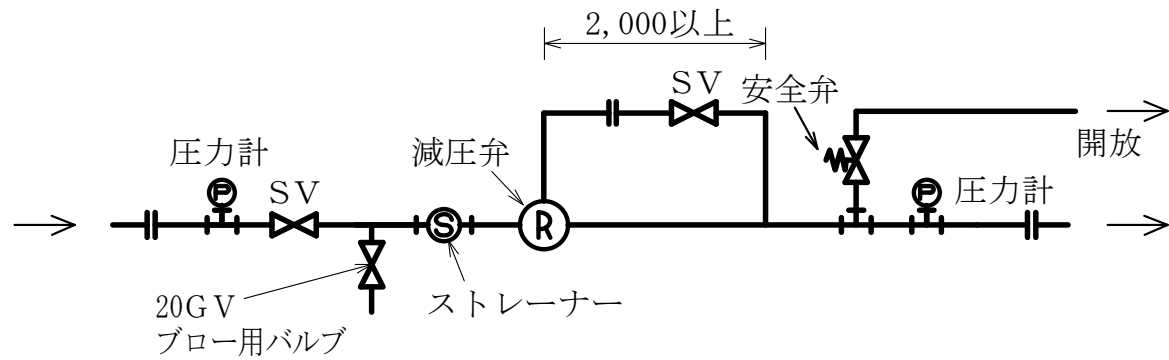 2,000以上
SV
安全弁
圧力計
SV
減圧弁
開放
圧力計
P
S
R
P
20GV
ブロー用バルブ
ストレーナー